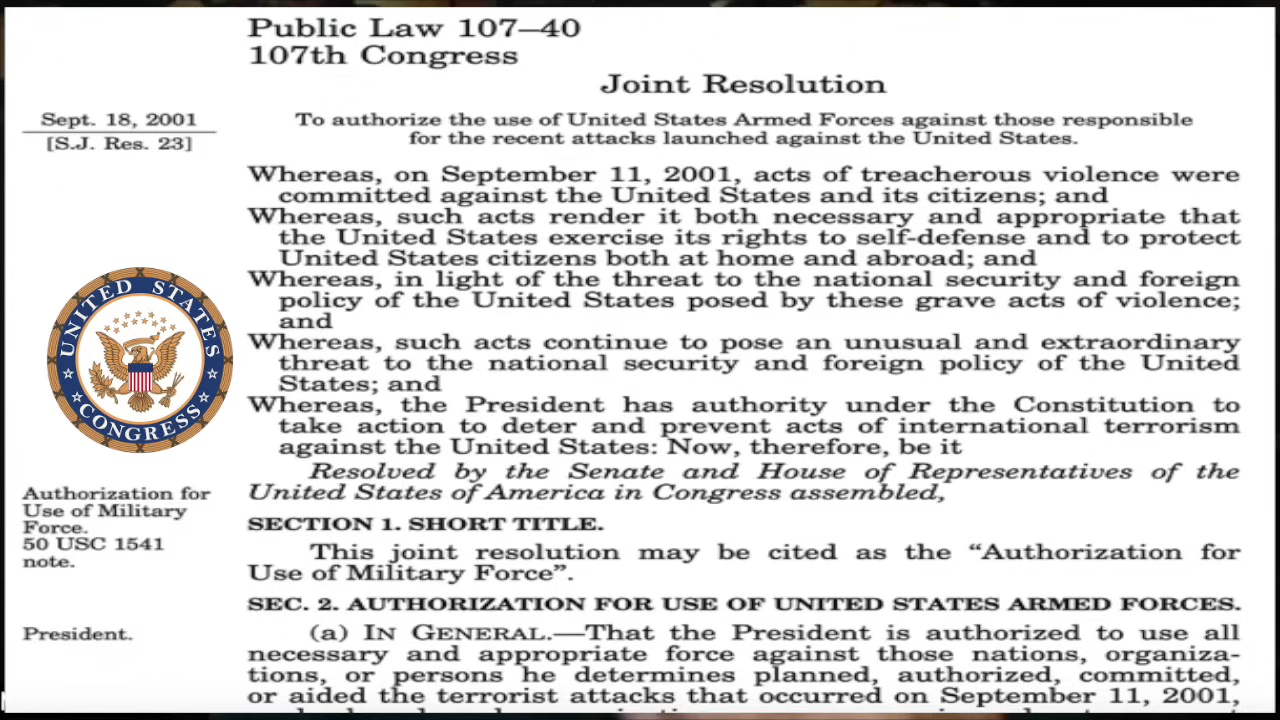 Public Law 107–40
107th Congress
Joint Resolution
Sept. 18, 2001
[S.J. Res. 23]
To authorize the use of United States Armed Forces against those responsible
for the recent attacks launched against the United States.
Whereas, on September 11, 2001, acts of treacherous violence were
committed against the United States and its citizens; and
Whereas, such acts render it both necessary and appropriate that
the United States exercise its rights to self-defense and to protect
United States citizens both at home and abroad; and
Whereas, in light of the threat to the national security and foreign
policy of the United States posed by these grave acts of violence;
and
Whereas, such acts continue to pose an unusual and extraordinary
threat to the national security and foreign policy of the United
States; and
Whereas, the President has authority under the Constitution to
take action to deter and prevent acts of international terrorism
against the United States: Now, therefore, be it
Resolved by the Senate and House of Representatives of the
United States of America in Congress assembled,
UNITED STATES
CONGRESS
Authorization for
Use of Military
Force.
50 USC 1541
note.
SECTION 1. SHORT TITLE.
This joint resolution may be cited as the “Authorization for
Use of Military Force”.
SEC. 2. AUTHORIZATION FOR USE OF UNITED STATES ARMED FORCES.
President.
(a) IN GENERAL.—That the President is authorized to use all
necessary and appropriate force against those nations, organiza-
tions, or persons he determines planned, authorized, committed,
or aided the terrorist attacks that occurred on September 11, 2001,